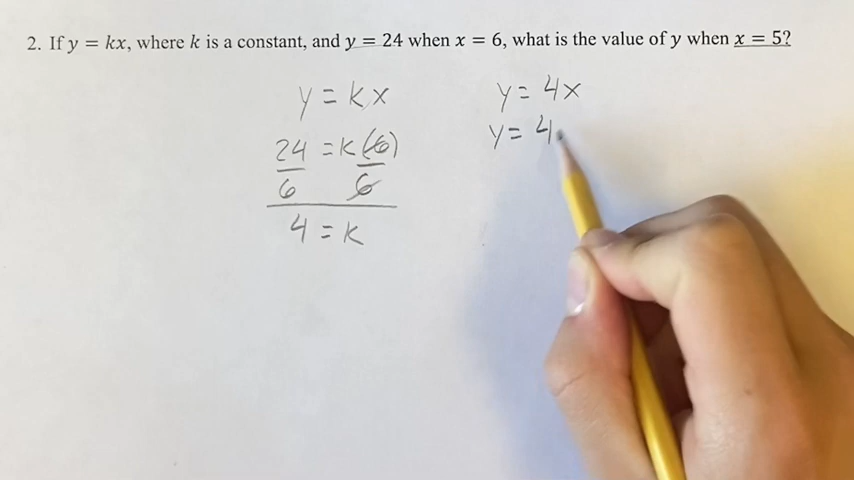 2. If y = kx, where k is a constant, and y = 24 when x = 6, what is the value of y when x = 5?
y = kx
24 = k(6)
6 6
4 = k
y = 4x
y = 4